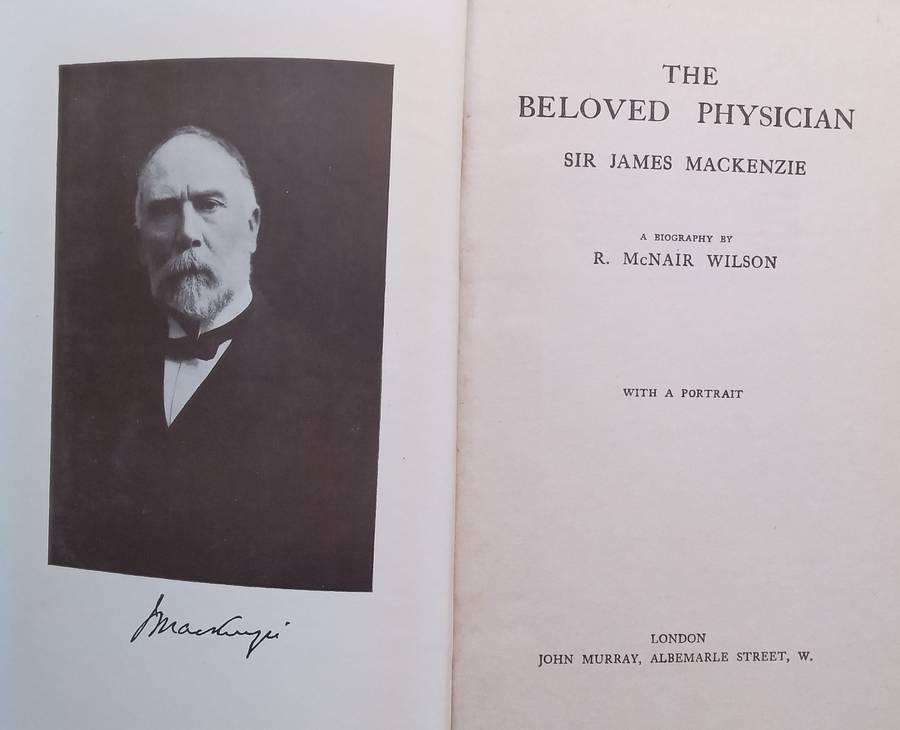 J Mackenzie
THE
BELOVED PHYSICIAN
SIR JAMES MACKENZIE
A BIOGRAPHY BY
R. McNAIR WILSON
WITH A PORTRAIT
LONDON
JOHN MURRAY, ALBEMARLE STREET, W.